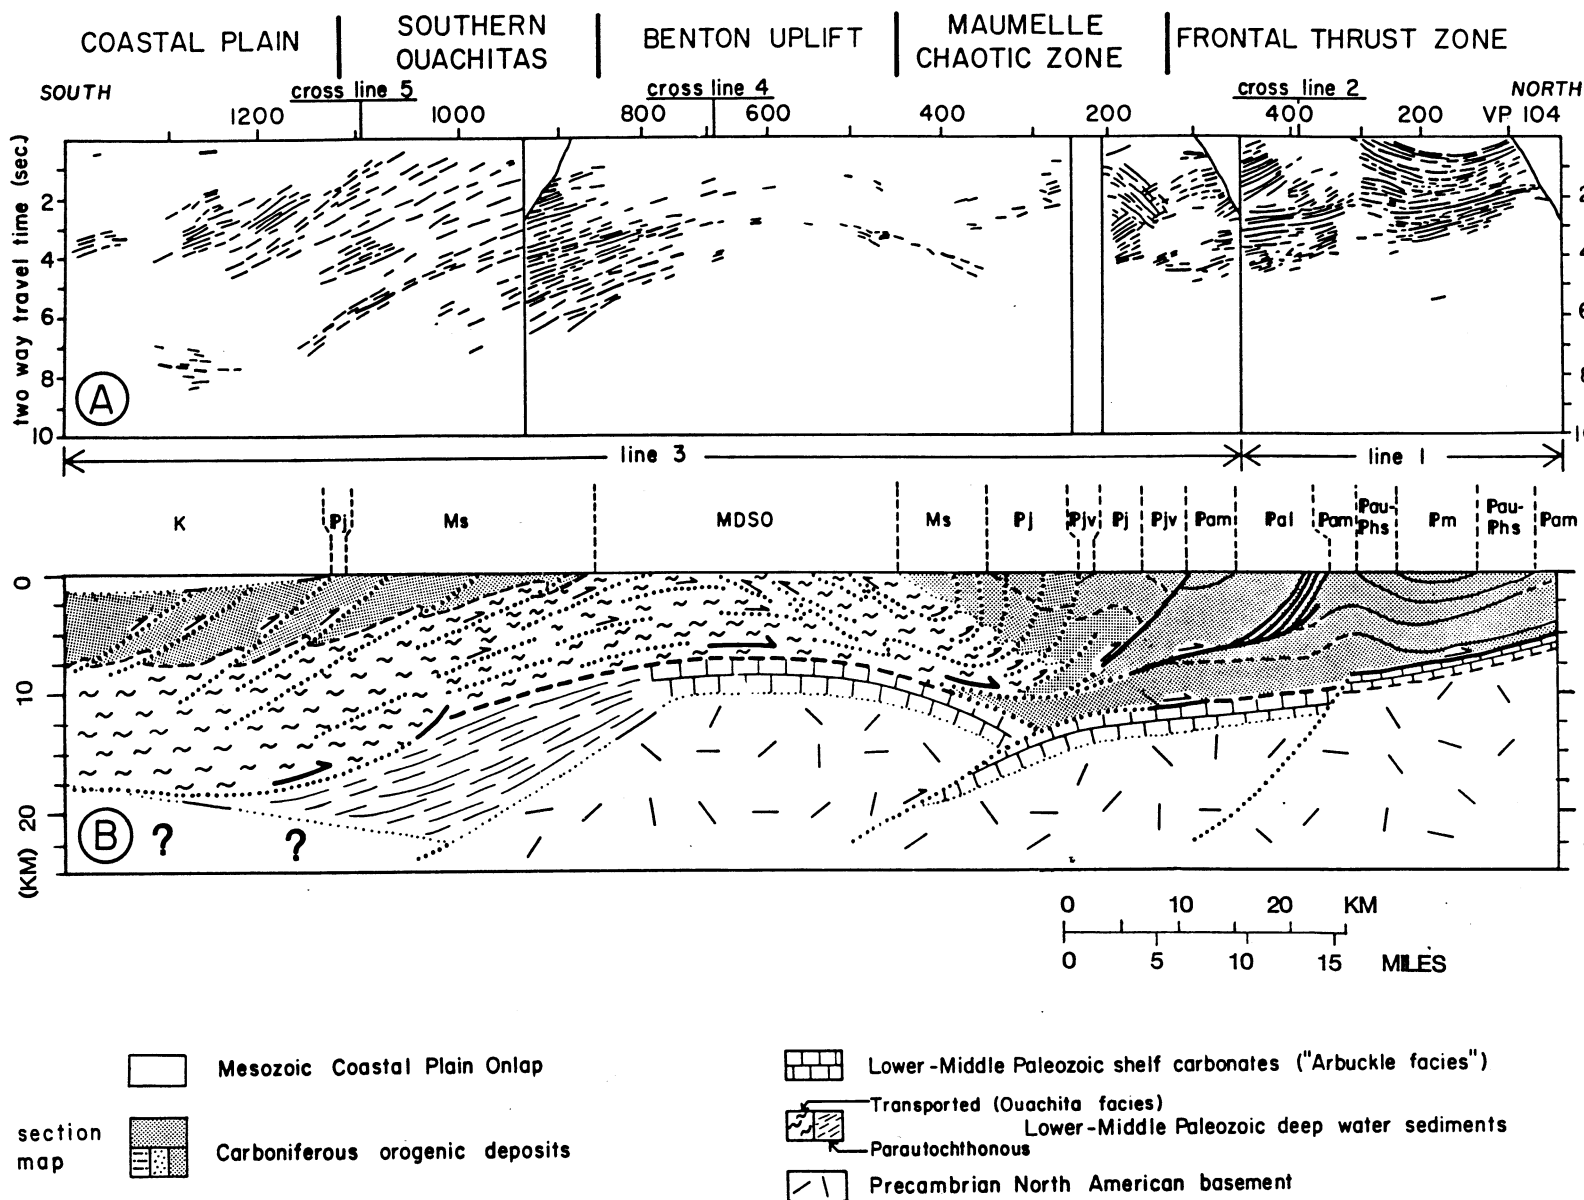 COASTAL PLAIN
SOUTHERN OUACHITAS
BENTON UPLIFT
MAUMELLE CHAOTIC ZONE
FRONTAL THRUST ZONE
SOUTH
cross line 5
cross line 4
cross line 2
NORTH
1200 1000 800 600 400 200 400 200 VP 104
two way travel time (sec.)
2
4
6
8
10
2
4
6
8
A
line 3
line 1
K Pj Ms MDSO Ms Pj Pjv Pj Pjv Pam Pal Pam Pau-Phs Pm Pau-Phs Pam
0
10
20
(KM)
B
? ?
0 10 20 KM
0 5 10 15 MILES
Mesozoic Coastal Plain Onlap
section
map
Carboniferous orogenic deposits
Lower-Middle Paleozoic shelf carbonates ("Arbuckle facies")
Transported (Ouachita facies)
Lower-Middle Paleozoic deep water sediments
Parautochthonous
Precambrian North American basement